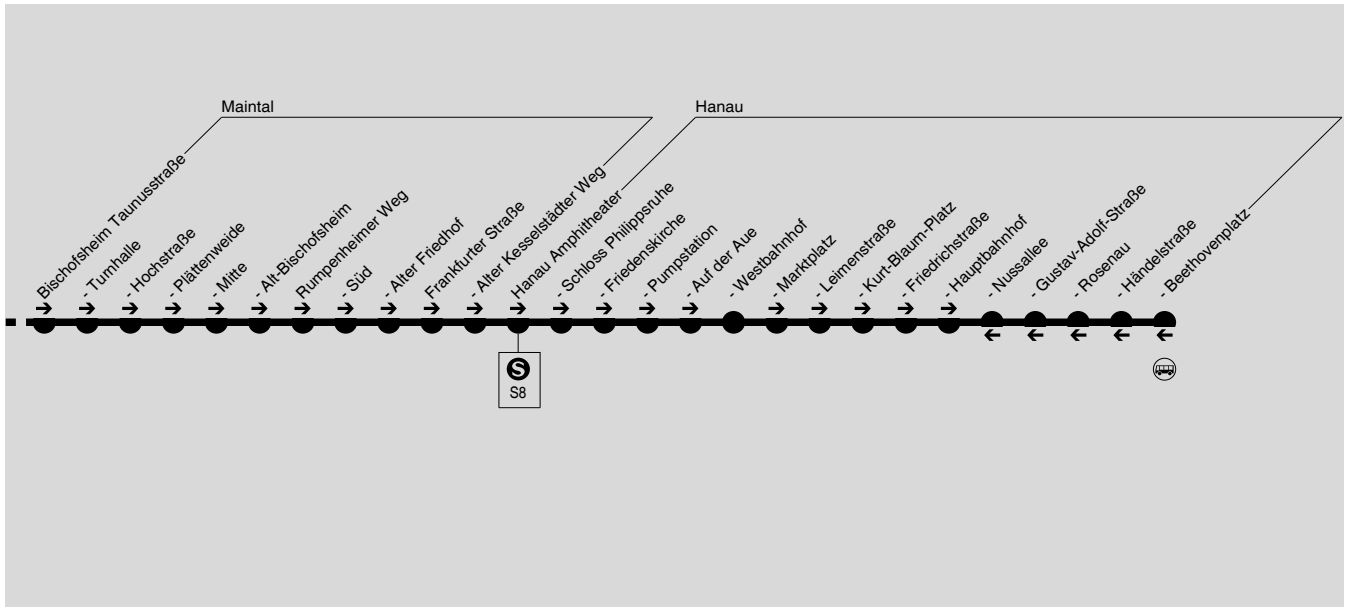 Maintal
Hanau
Bischofsheim Taunusstraße
- Turnhalle
- Hochstraße
- Plättenweide
- Mitte
- Alt-Bischofsheim
Rumpenheimer Weg
- Süd
- Alter Friedhof
Frankfurter Straße
- Alter Kesselstädter Weg
Hanau Amphitheater
- Schloss Philippsruhe
- Friedenskirche
- Pumpstation
- Auf der Aue
- Westbahnhof
- Marktplatz
- Leimenstraße
- Kurt-Blaum-Platz
- Friedrichstraße
- Hauptbahnhof
- Nussallee
- Gustav-Adolf-Straße
- Rosenau
- Händelstraße
- Beethovenplatz
S
S8